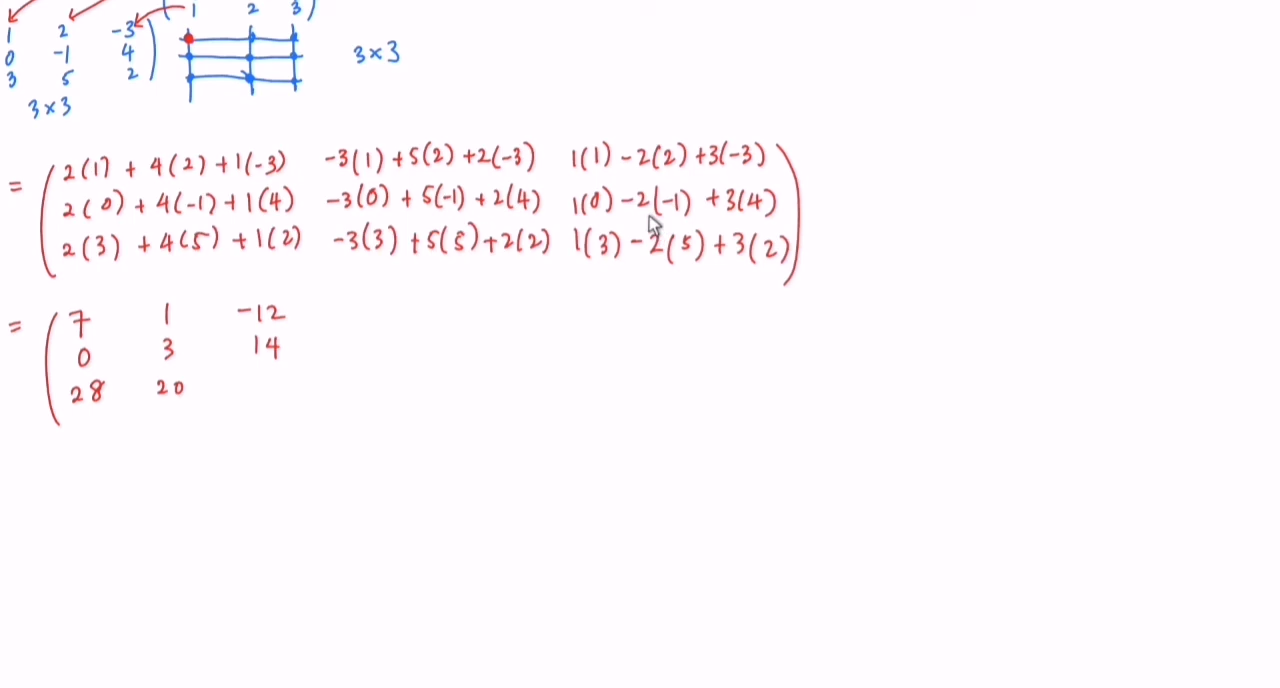 1 2 3 )
1 2 -3 )
0 -1 4 3 × 3
3 5 2
3 × 3
= ( 2(1) + 4(2) + 1(-3) -3(1) + 5(2) + 2(-3) 1(1) - 2(2) + 3(-3) )
2(0) + 4(-1) + 1(4) -3(0) + 5(-1) + 2(4) 1(0) - 2(-1) + 3(4)
2(3) + 4(5) + 1(2) -3(3) + 5(5) + 2(2) 1(3) - 2(5) + 3(2)
= ( 7 1 -12
0 3 14
28 20